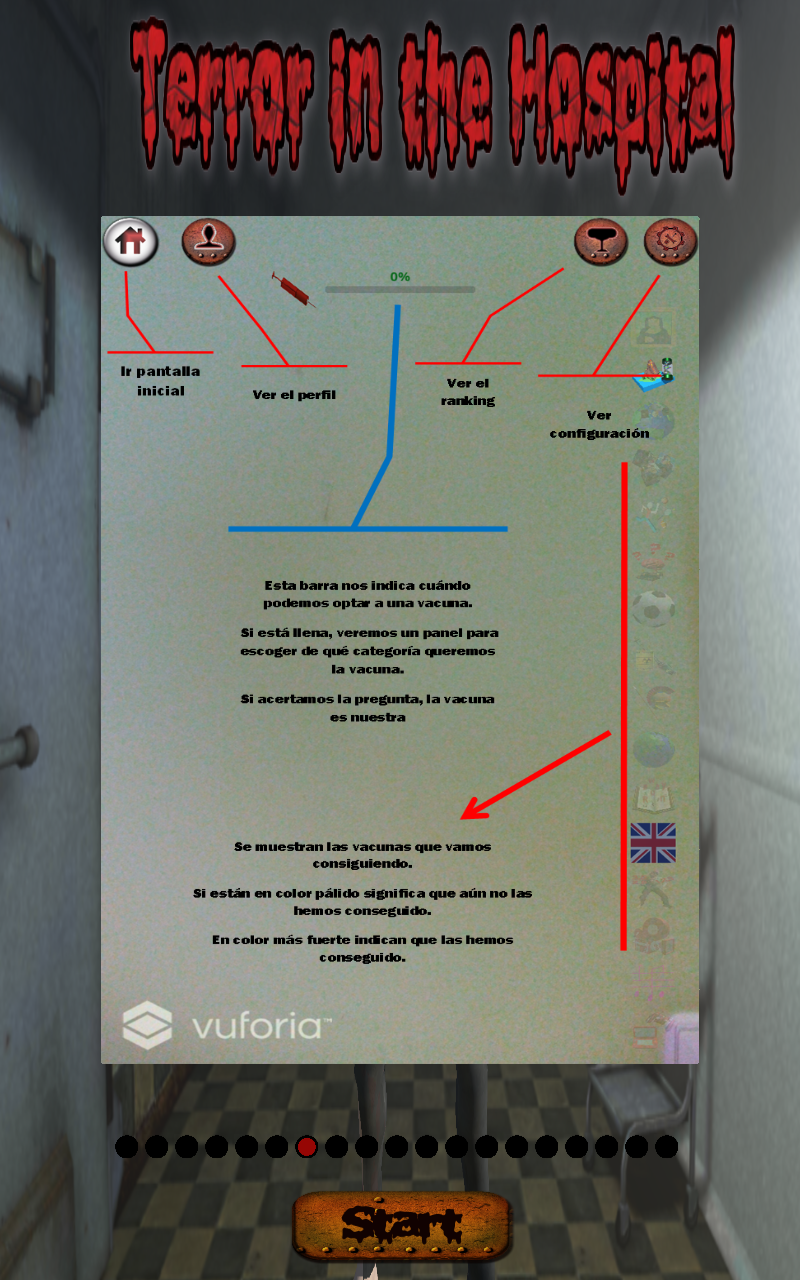 Terror in the Hospital
0%
Ir pantalla
inicial
Ver el perfil
Ver el
ranking
Ver
configuración
Esta barra nos indica cuándo
podemos optar a una vacuna.
Si está llena, veremos un panel para
escoger de qué categoría queremos
la vacuna.
Si acertamos la pregunta, la vacuna
es nuestra
Se muestran las vacunas que vamos
consiguiendo.
Si están en color pálido significa que aún no las
hemos conseguido.
En color más fuerte indican que las hemos
conseguido.
vuforia™
Start